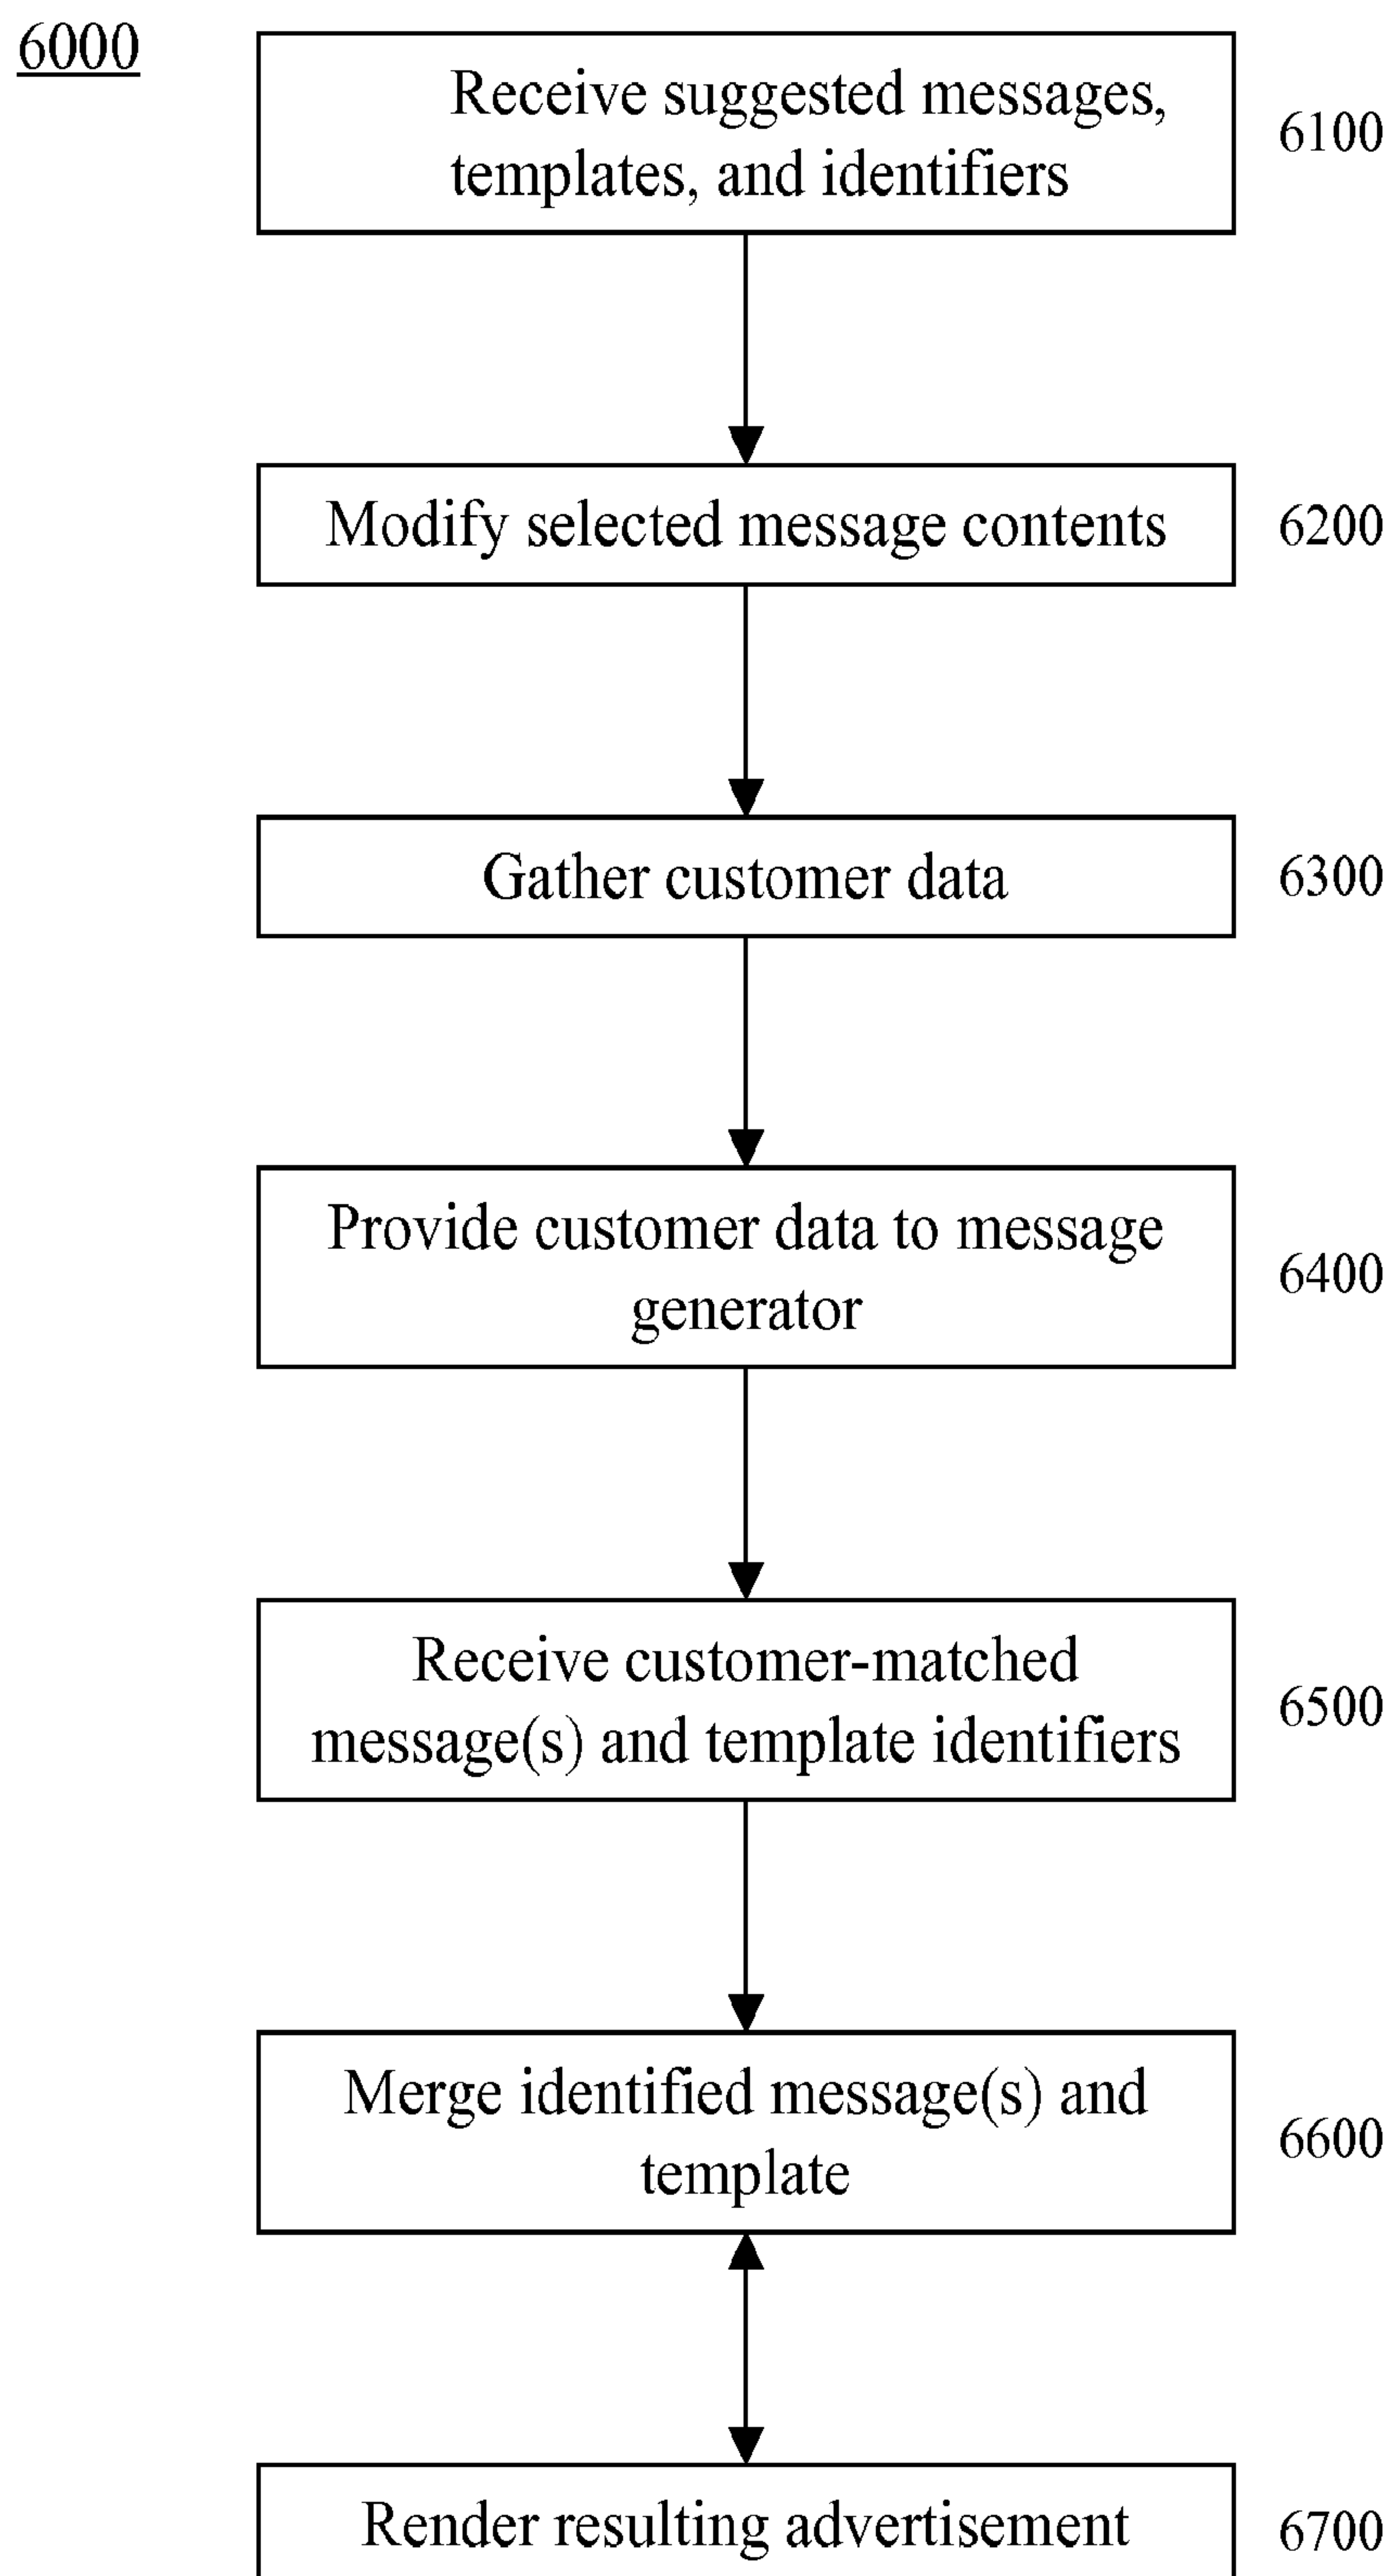 6000
Receive suggested messages,
templates, and identifiers
6100
Modify selected message contents
6200
Gather customer data
6300
Provide customer data to message
generator
6400
Receive customer-matched
message(s) and template identifiers
6500
Merge identified message(s) and
template
6600
Render resulting advertisement
6700